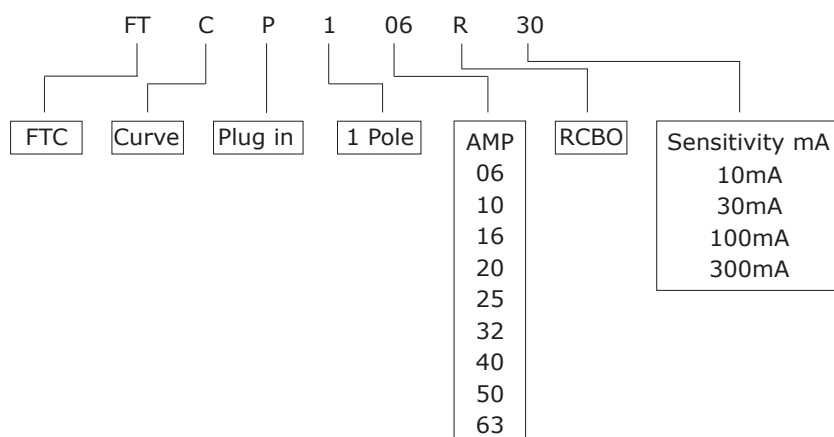 FT C P 1 06 R 30
FTC Curve Plug in 1 Pole AMP RCBO Sensitivity mA
06 10mA
10 30mA
16 100mA
20 300mA
25
32
40
50
63